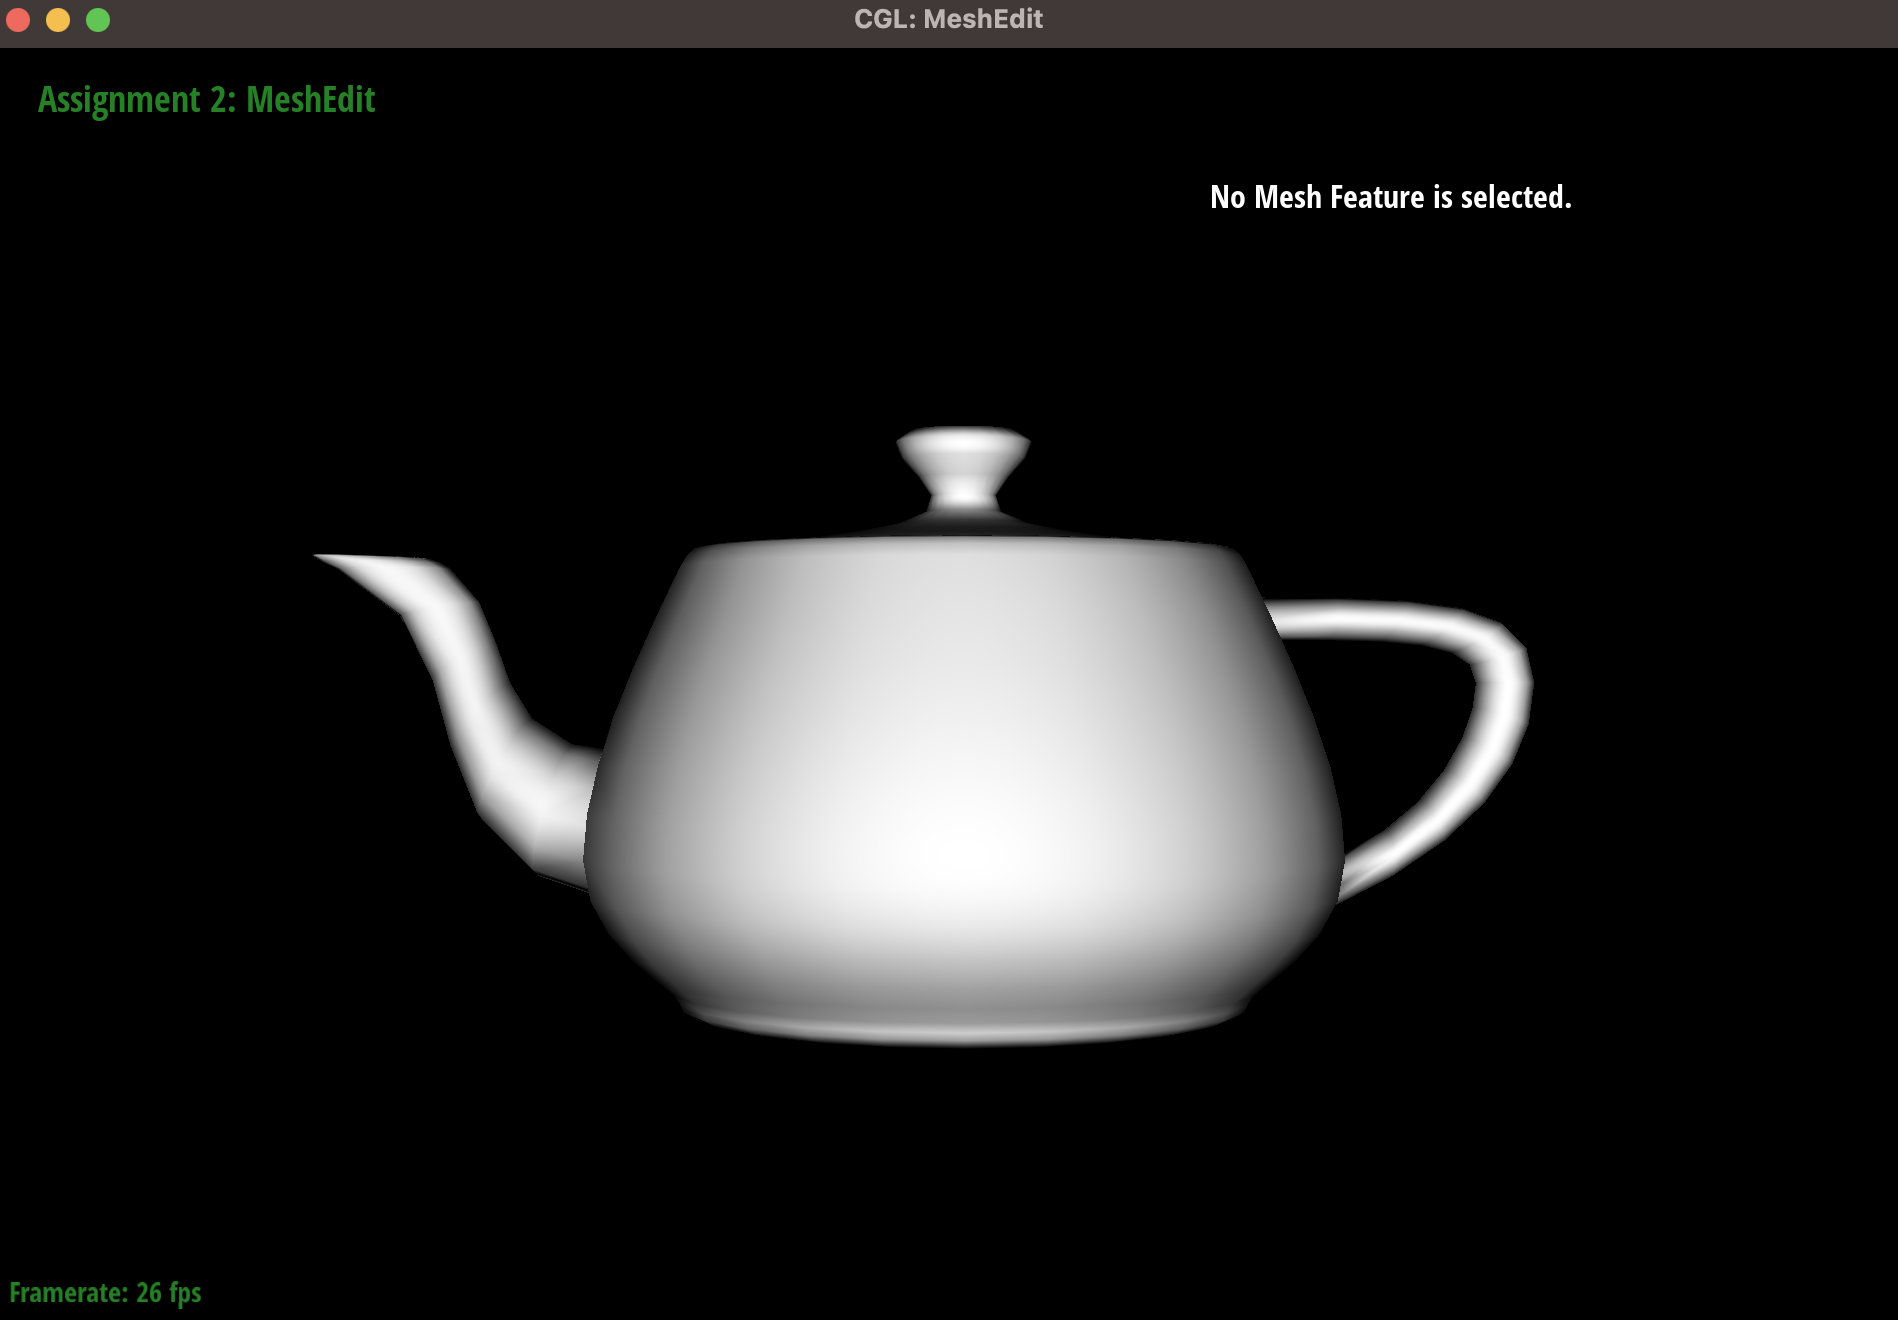 CGL: MeshEdit
Assignment 2: MeshEdit
No Mesh Feature is selected.
Framerate: 26 fps